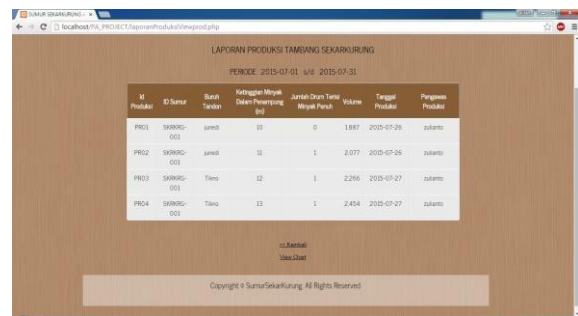 SUMUR SEKARKURUNG
localhost/PA_PROJECT/laporanProduksi/Viewprod.php
LAPORAN PRODUKSI TAMBANG SEKARKURUNG
PERIODE 2015-07-01 s/d 2015-07-31
Id Produksi ID Sumur Buruh Tandon Ketinggian Minyak Dalam Penampung (m) Jumlah Drum Terisi Minyak Penuh Volume Tanggal Produksi Pengawas Produksi
PR01 SKRKRG-001 junedi 10 0 1.887 2015-07-26 zulianto
PR02 SKRKRG-001 junedi 11 1 2.077 2015-07-26 zulianto
PR03 SKRKRG-001 Tikno 12 1 2.266 2015-07-27 zulianto
PR04 SKRKRG-001 Tikno 13 1 2.454 2015-07-27 zulianto
<< Kembali
View Chart
Copyright © SumurSekarKurung. All Rights Reserved